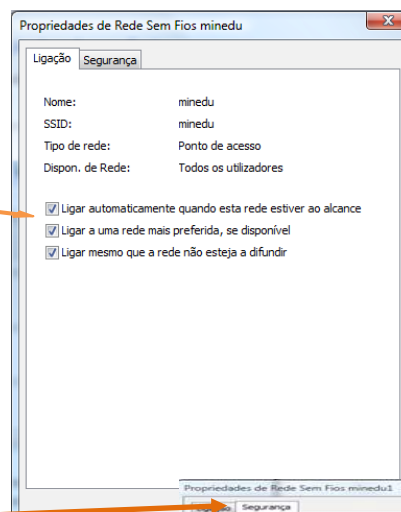 Propriedades de Rede Sem Fios minedu
Ligação Segurança
Nome: minedu
SSID: minedu
Tipo de rede: Ponto de acesso
Dispon. de Rede: Todos os utilizadores
Ligar automaticamente quando esta rede estiver ao alcance
Ligar a uma rede mais preferida, se disponível
Ligar mesmo que a rede não esteja a difundir
Propriedades de Rede Sem Fios minedu1
Segurança